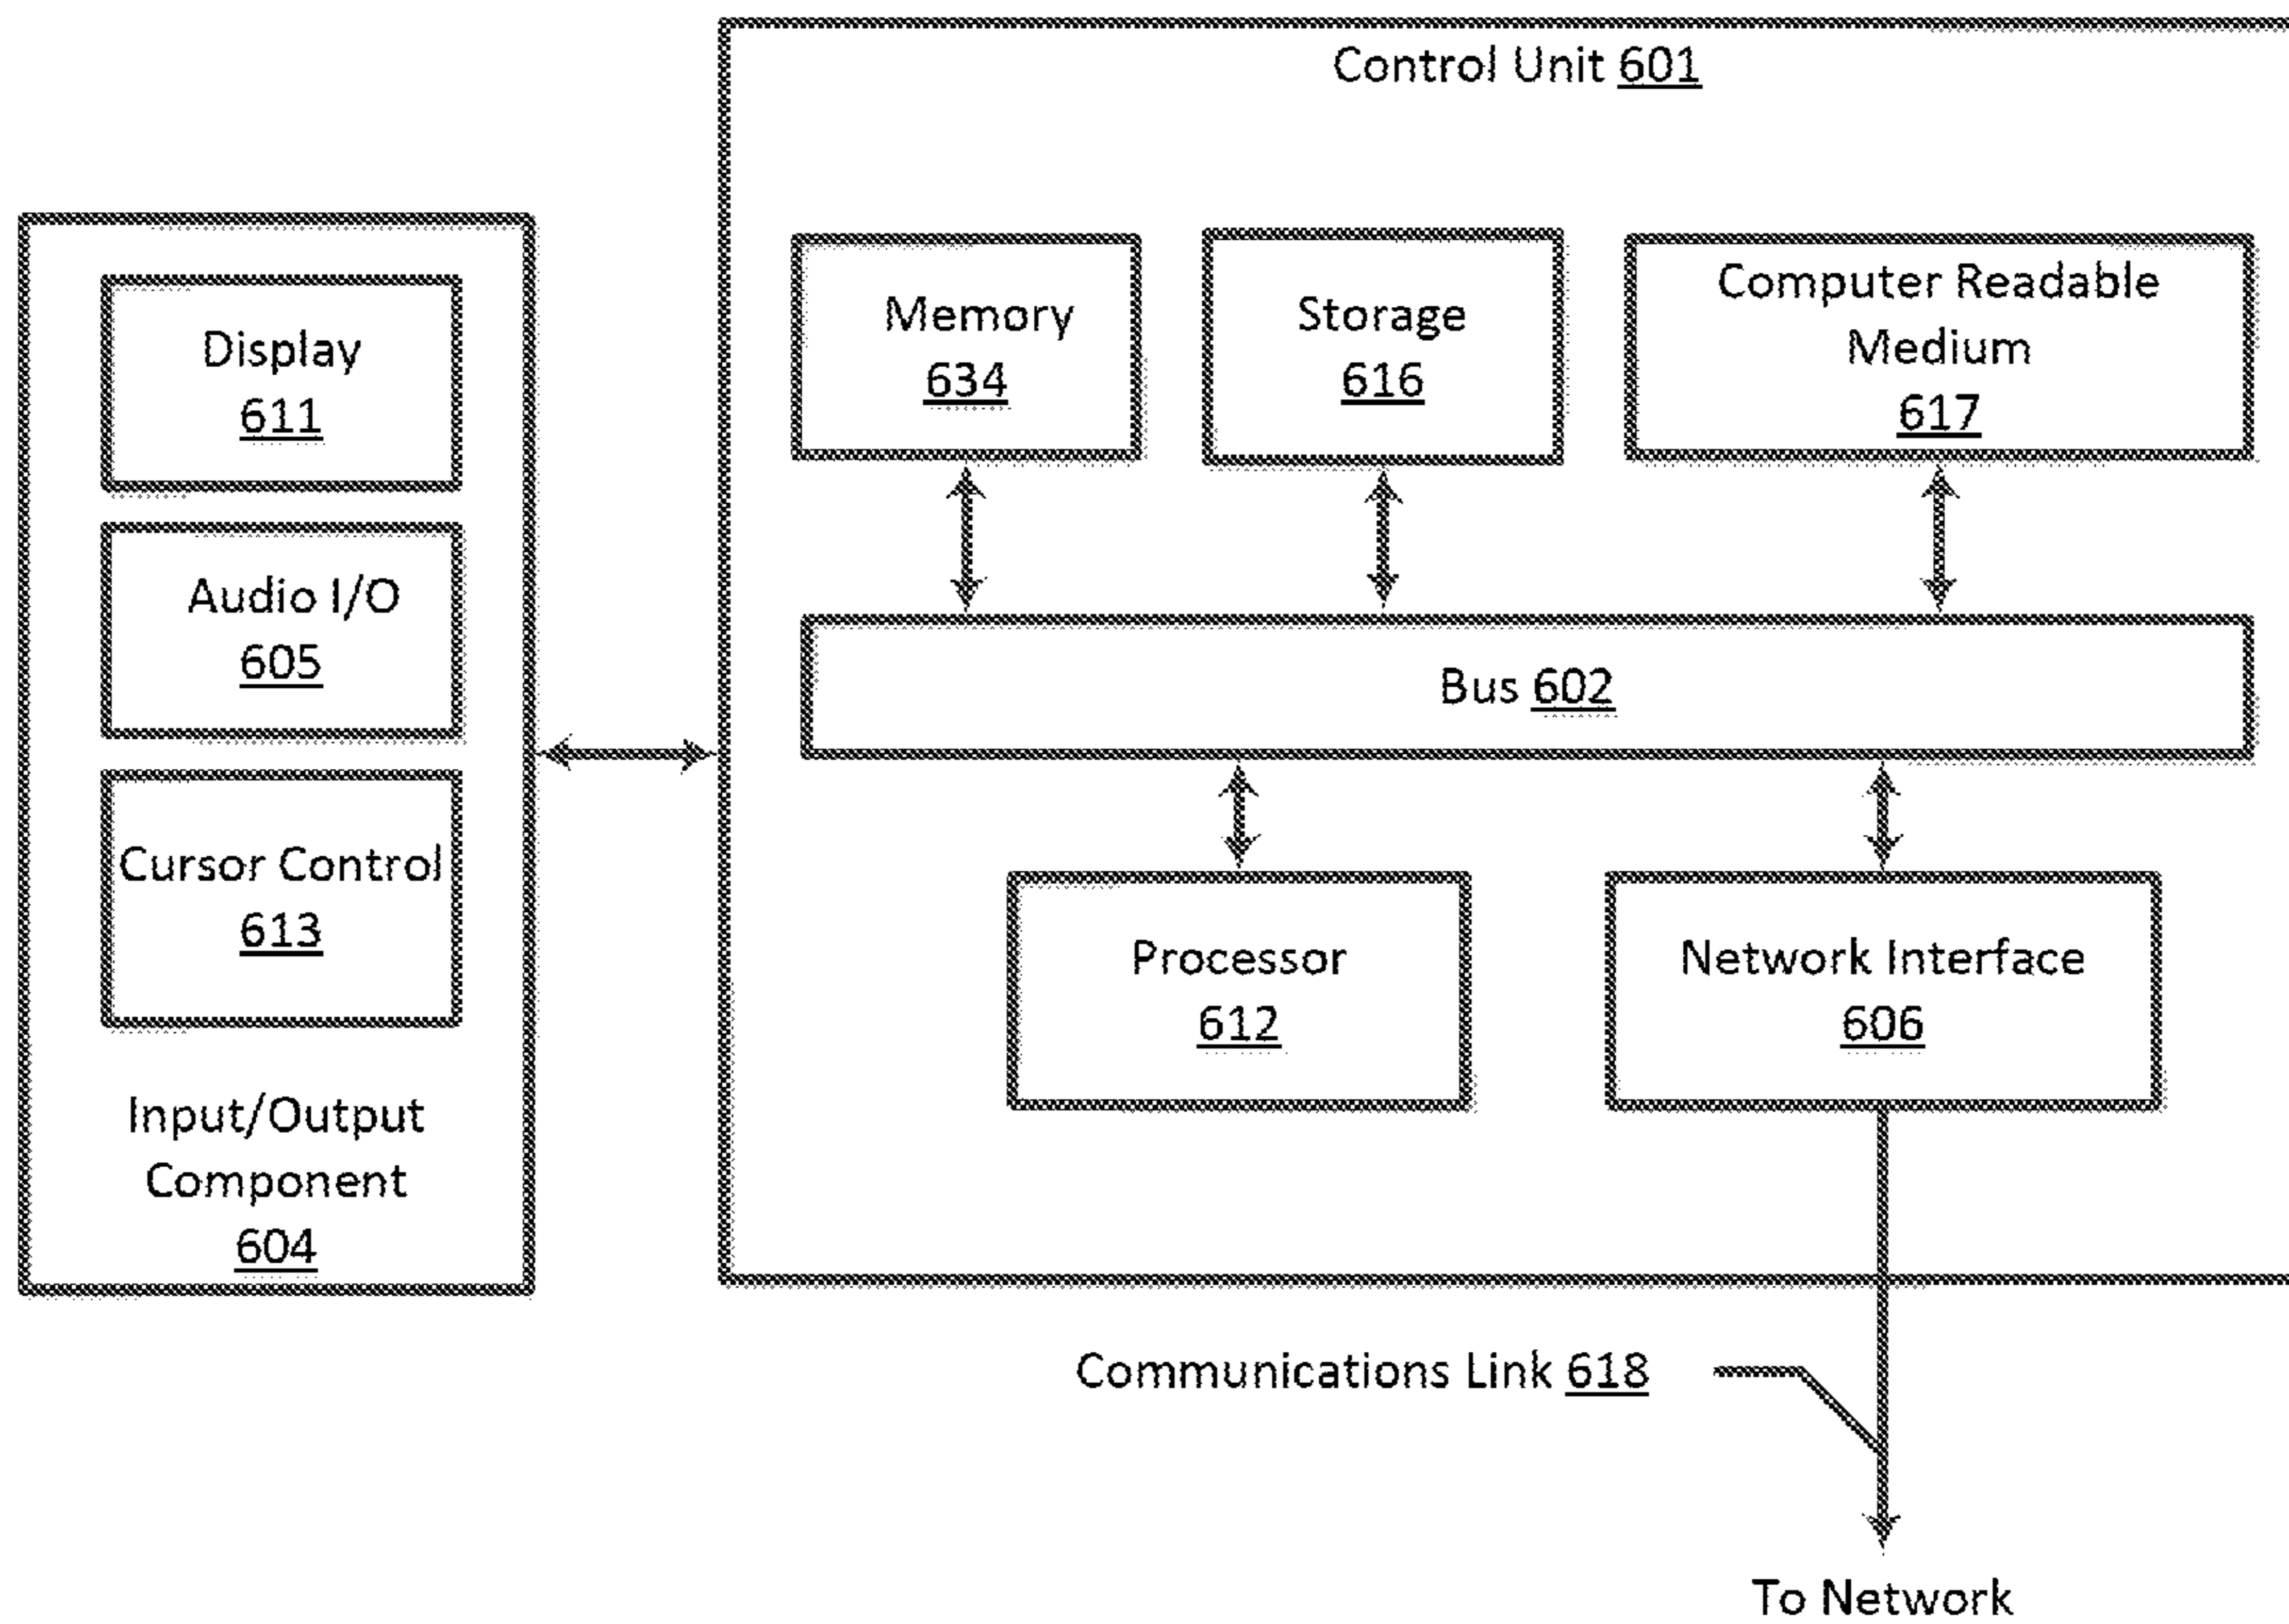 Control Unit 601
Display
611
Audio I/O
605
Cursor Control
613
Input/Output
Component
604
Memory
634
Storage
616
Computer Readable
Medium
617
Bus 602
Processor
612
Network Interface
606
Communications Link 618
To Network